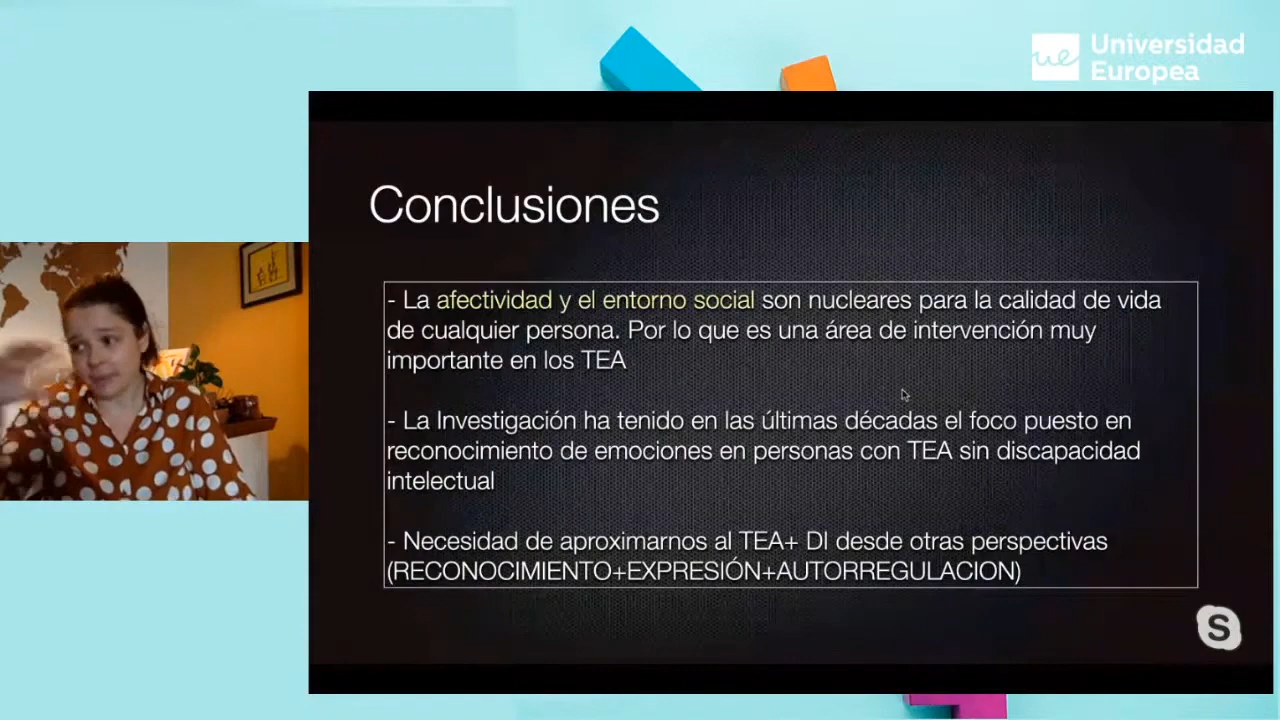 Universidad
Europea
Conclusiones
- La afectividad y el entorno social son nucleares para la calidad de vida
de cualquier persona. Por lo que es una área de intervención muy
importante en los TEA
- La Investigación ha tenido en las últimas décadas el foco puesto en
reconocimiento de emociones en personas con TEA sin discapacidad
intelectual
- Necesidad de aproximarnos al TEA+ DI desde otras perspectivas
(RECONOCIMIENTO+EXPRESIÓN+AUTORREGULACION)
S